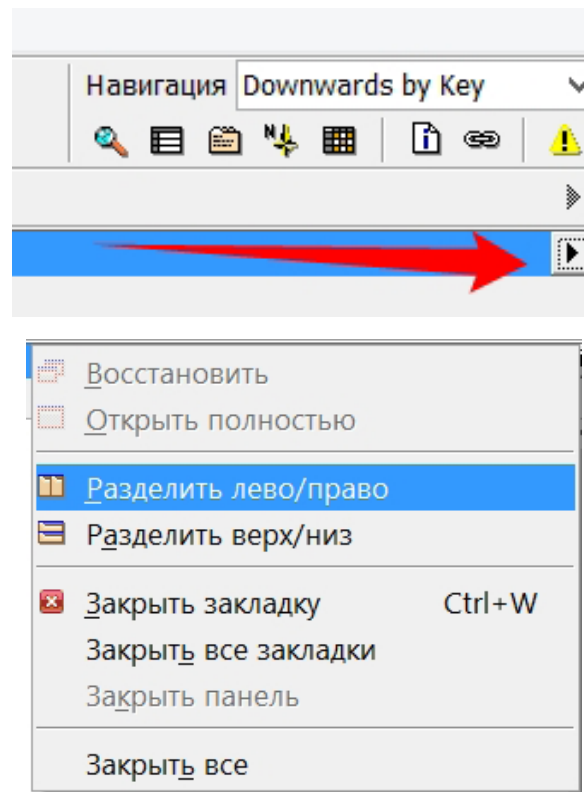 Навигация Downwards by Key
Восстановить
Открыть полностью
Разделить лево/право
Разделить верх/низ
Закрыть закладку Ctrl+W
Закрыть все закладки
Закрыть панель
Закрыть все